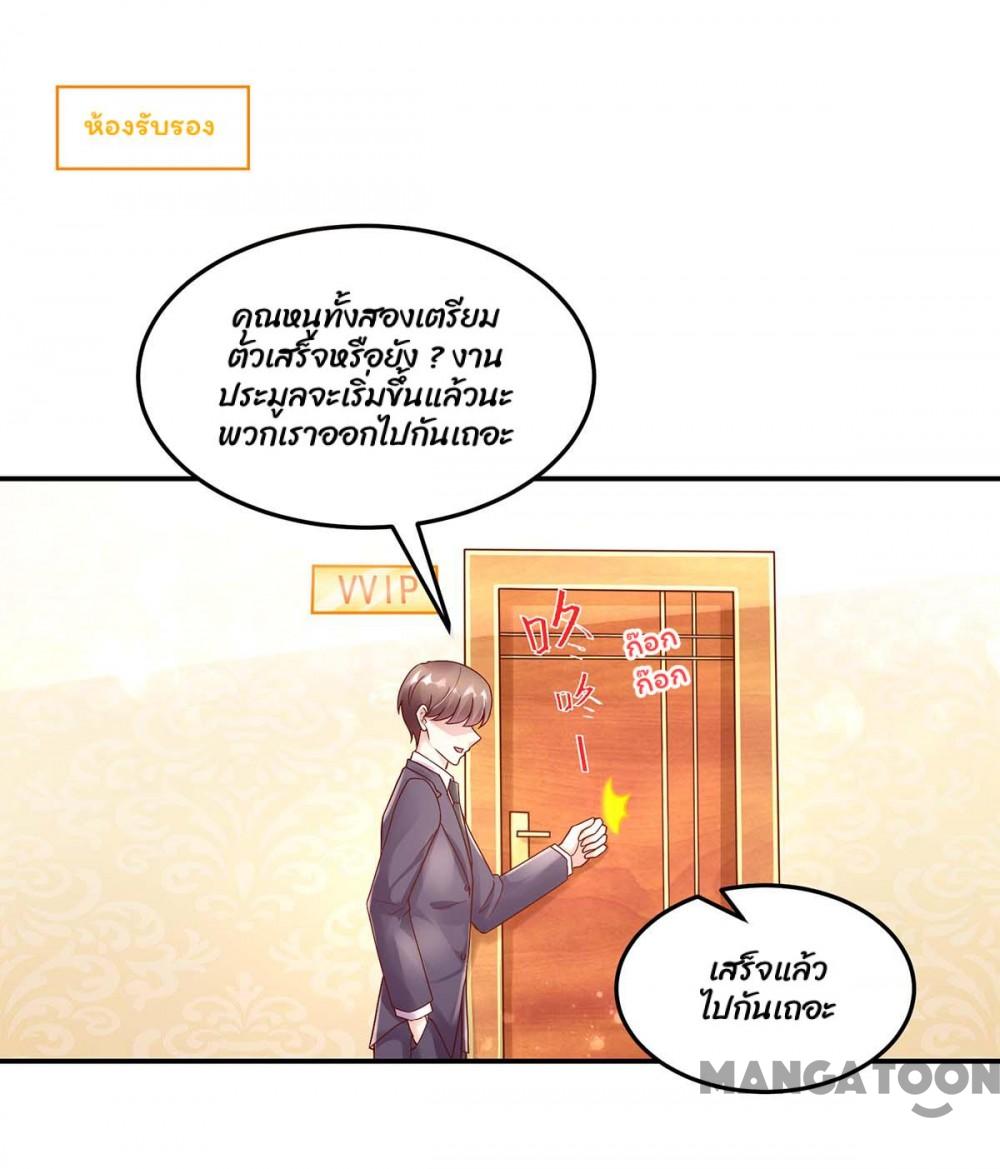 ห้องรับรอง
คุณหนูทั้งสองเตรียม
ตัวเสร็จหรือยัง ? งาน
ประมูลจะเริ่มขึ้นแล้วนะ
พวกเราออกไปกันเถอะ
VVIP
咚
ก๊อก
咚
ก๊อก
เสร็จแล้ว
ไปกันเถอะ
MANGATOON